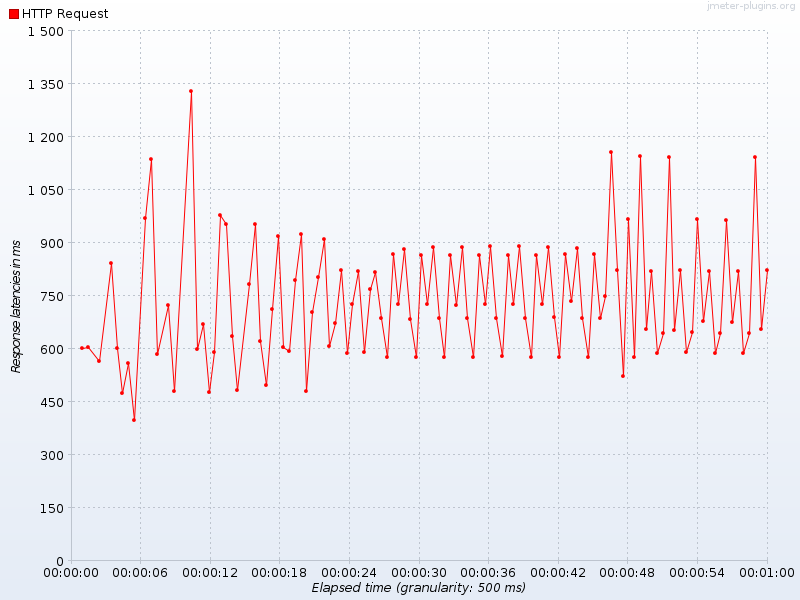 jmeter-plugins.org
HTTP Request
1 500
1 350
1 200
1 050
900
750
600
450
300
150
0
Response latencies in ms
00:00:00 00:00:06 00:00:12 00:00:18 00:00:24 00:00:30 00:00:36 00:00:42 00:00:48 00:00:54 00:01:00
Elapsed time (granularity: 500 ms)